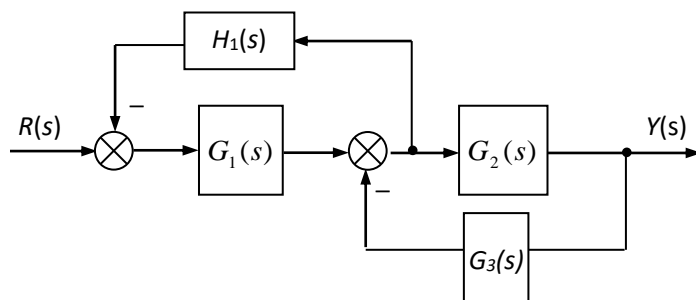 H₁(s)
–
R(s)
G₁(s)
G₂(s)
Y(s)
–
G₃(s)